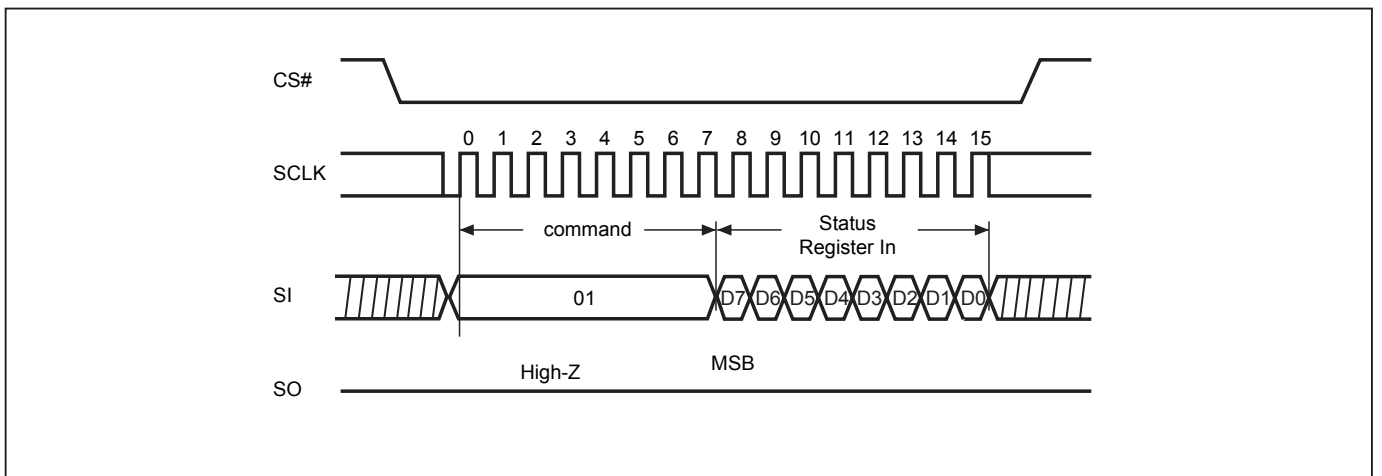 CS#
0 1 2 3 4 5 6 7 8 9 10 11 12 13 14 15
SCLK
command
Status
Register In
SI
01
D7 D6 D5 D4 D3 D2 D1 D0
High-Z
MSB
SO